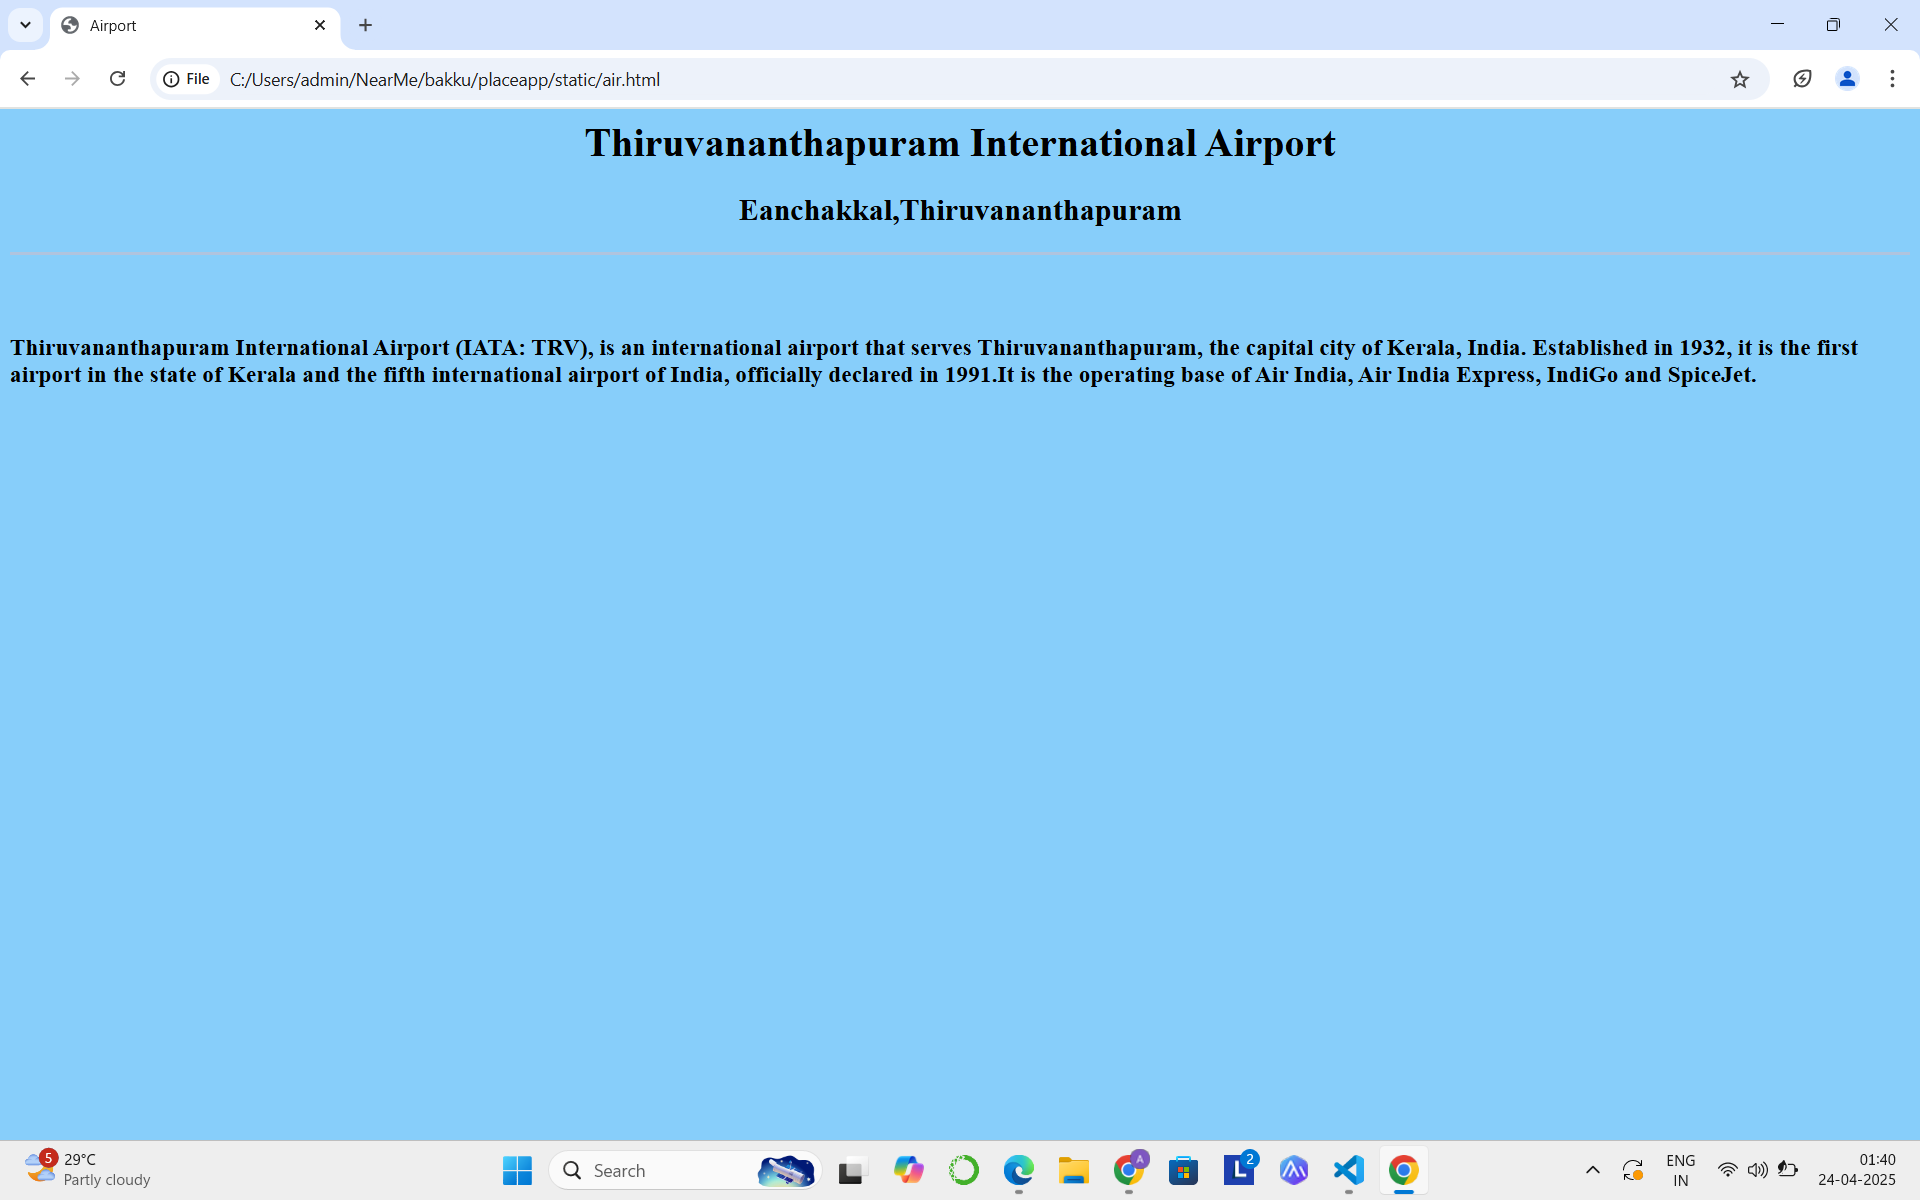 Airport
File
C:/Users/admin/NearMe/bakku/placeapp/static/air.html
Thiruvananthapuram International Airport
Eanchakkal,Thiruvananthapuram
Thiruvananthapuram International Airport (IATA: TRV), is an international airport that serves Thiruvananthapuram, the capital city of Kerala, India. Established in 1932, it is the first
airport in the state of Kerala and the fifth international airport of India, officially declared in 1991.It is the operating base of Air India, Air India Express, IndiGo and SpiceJet.
5
29°C
Partly cloudy
Search
A
L
2
ENG
IN
01:40
24-04-2025